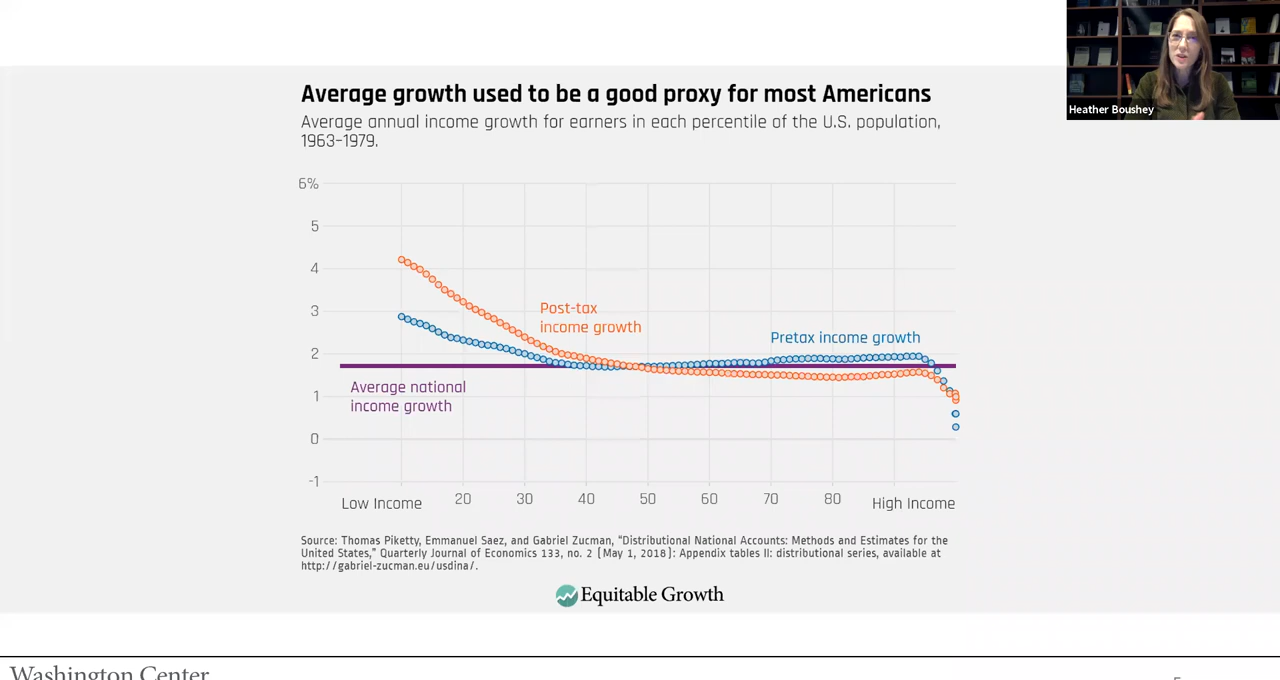 Heather Boushey
Average growth used to be a good proxy for most Americans
Average annual income growth for earners in each percentile of the U.S. population,
1963–1979.
6%
5
4
3
2
1
0
-1
Post-tax
income growth
Pretax income growth
Average national
income growth
Low Income 20 30 40 50 60 70 80 High Income
Source: Thomas Piketty, Emmanuel Saez, and Gabriel Zucman, “Distributional National Accounts: Methods and Estimates for the
United States,” Quarterly Journal of Economics 133, no. 2 (May 1, 2018): Appendix tables II: distributional series, available at
http://gabriel-zucman.eu/usdina/.
Equitable Growth
Washington Center